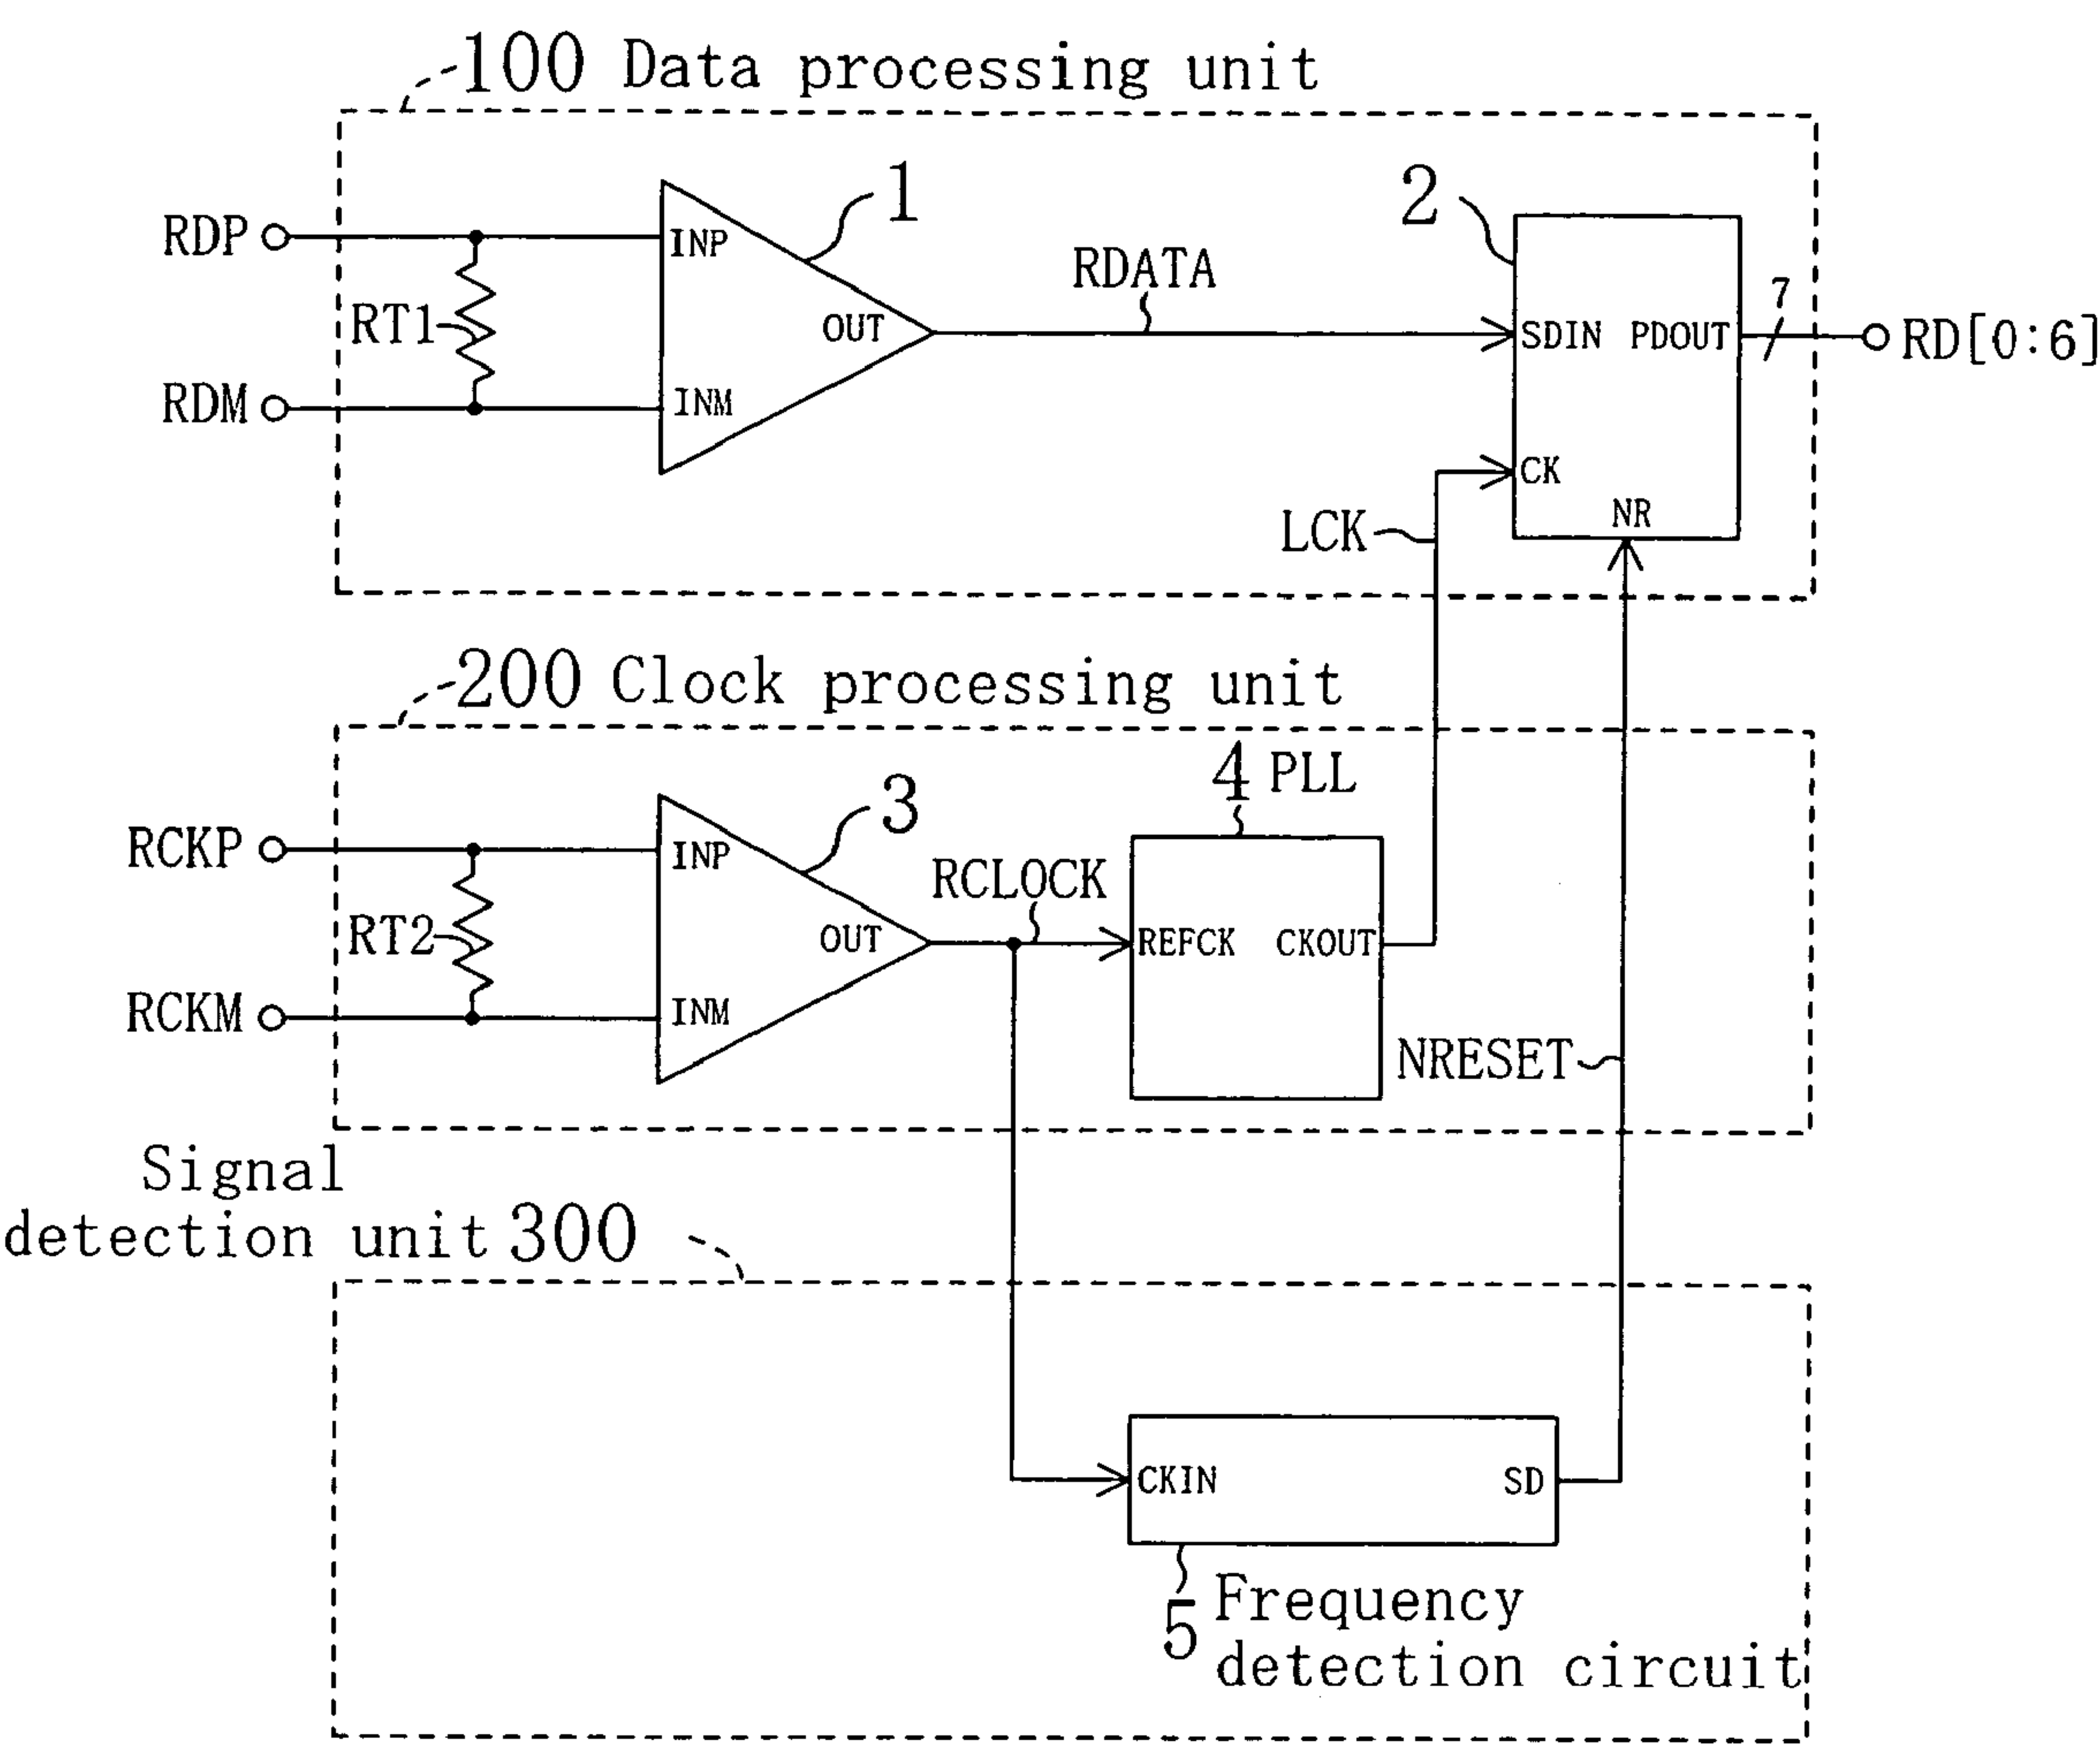 100 Data processing unit
1
2
RDP
INP
RDATA
7
RT1
OUT
SDIN PDOUT
RD[0:6]
RDM
INM
CK
NR
LCK
200 Clock processing unit
4 PLL
3
RCKP
INP
RCLOCK
RT2
OUT
REFCK CKOUT
RCKM
INM
NRESET
Signal
detection unit 300
CKIN SD
5 Frequency
detection circuit